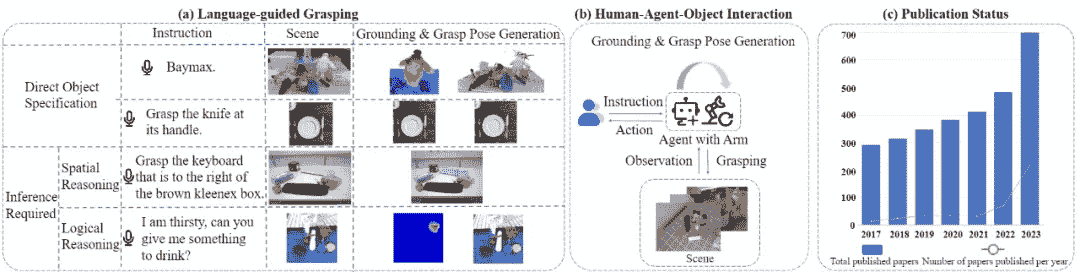 (a) Language-guided Grasping
Instruction
Scene
Grounding & Grasp Pose Generation
Direct Object
Specification
Baymax.
Grasp the knife at
its handle.
Inference
Required
Spatial
Reasoning
Grasp the keyboard
that is to the right of
the brown kleenex box.
Logical
Reasoning
I am thirsty, can you
give me something
to drink?
(b) Human-Agent-Object Interaction
Grounding & Grasp Pose Generation
Instruction
Action
Agent with Arm
Observation
Grasping
Scene
(c) Publication Status
700
600
500
400
300
200
100
0
2017 2018 2019 2020 2021 2022 2023
Total published papers
Number of papers published per year